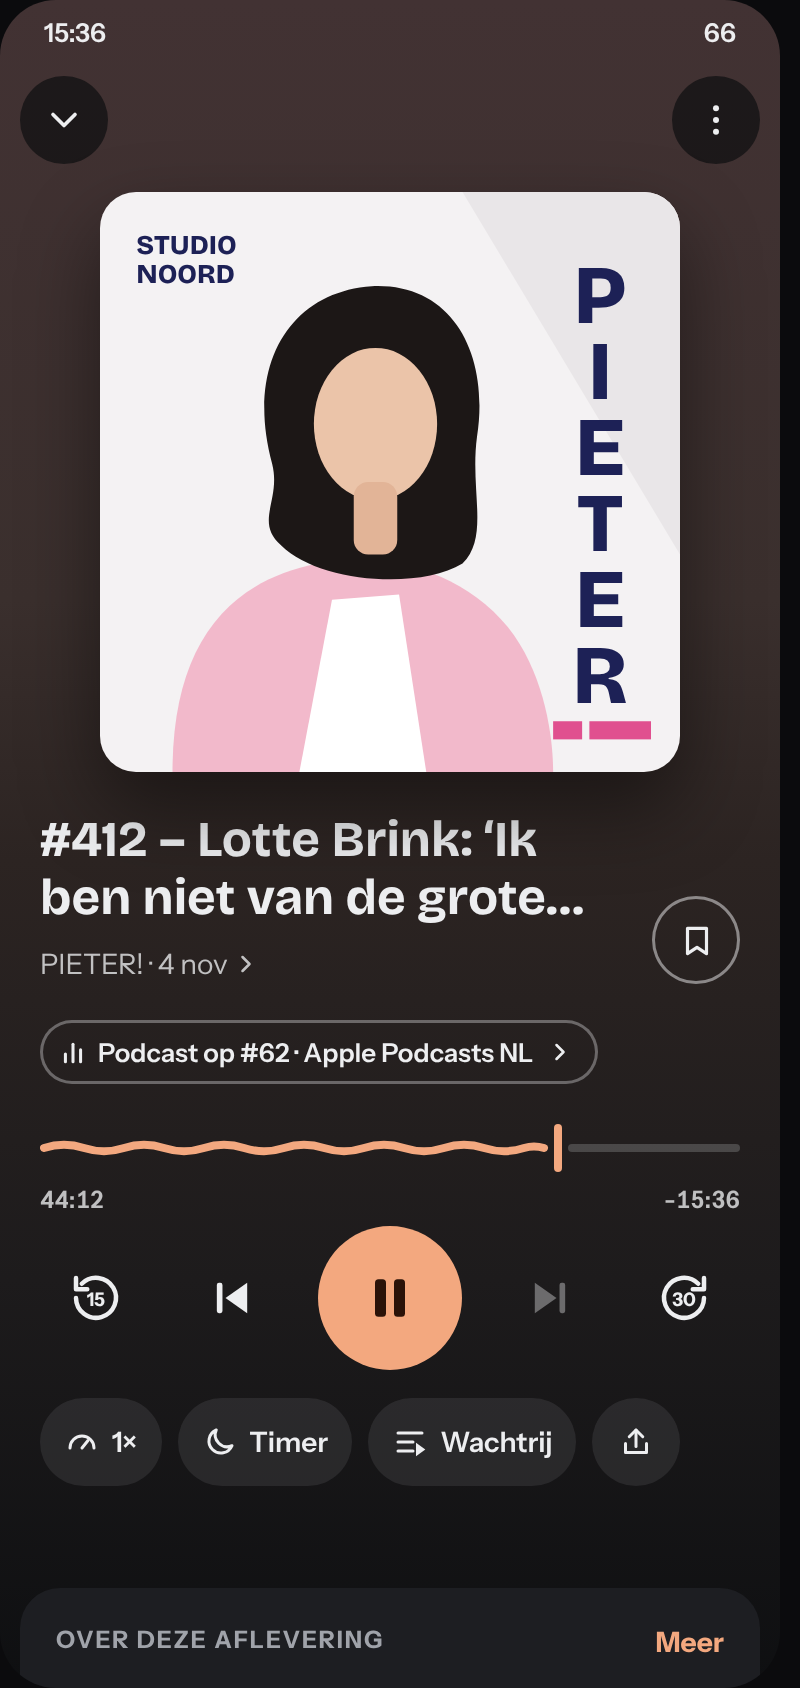 15:36
66
STUDIO
NOORD
PIETER
#412 – Lotte Brink: ‘Ik
ben niet van de grote...
PIETER! · 4 nov
Podcast op #62 · Apple Podcasts NL
44:12
-15:36
15
30
1×
Timer
Wachtrij
OVER DEZE AFLEVERING
Meer